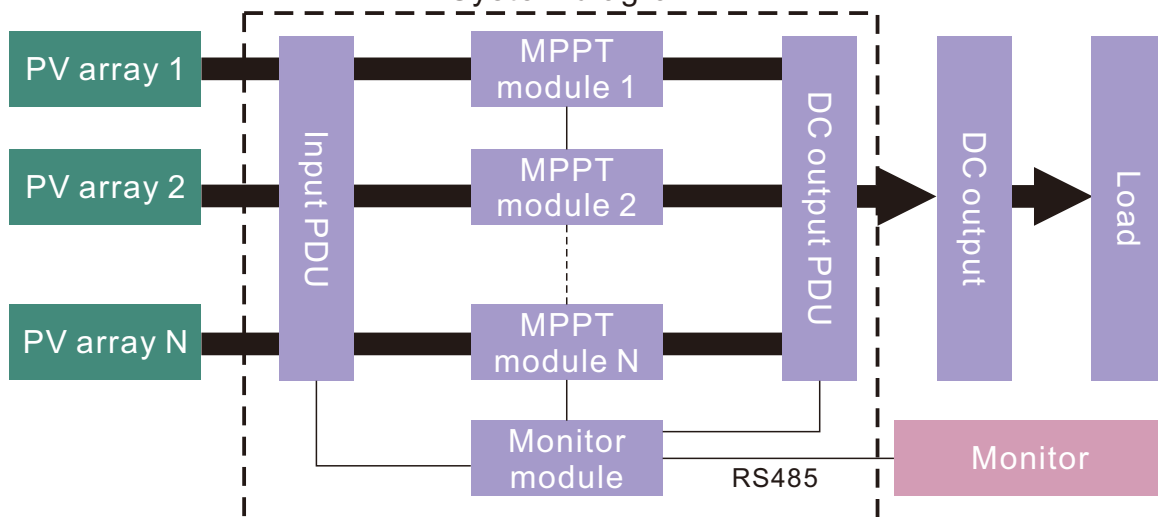 PV array 1
PV array 2
PV array N
Input PDU
MPPT
module 1
MPPT
module 2
MPPT
module N
Monitor
module
DC output PDU
DC output
Load
RS485
Monitor